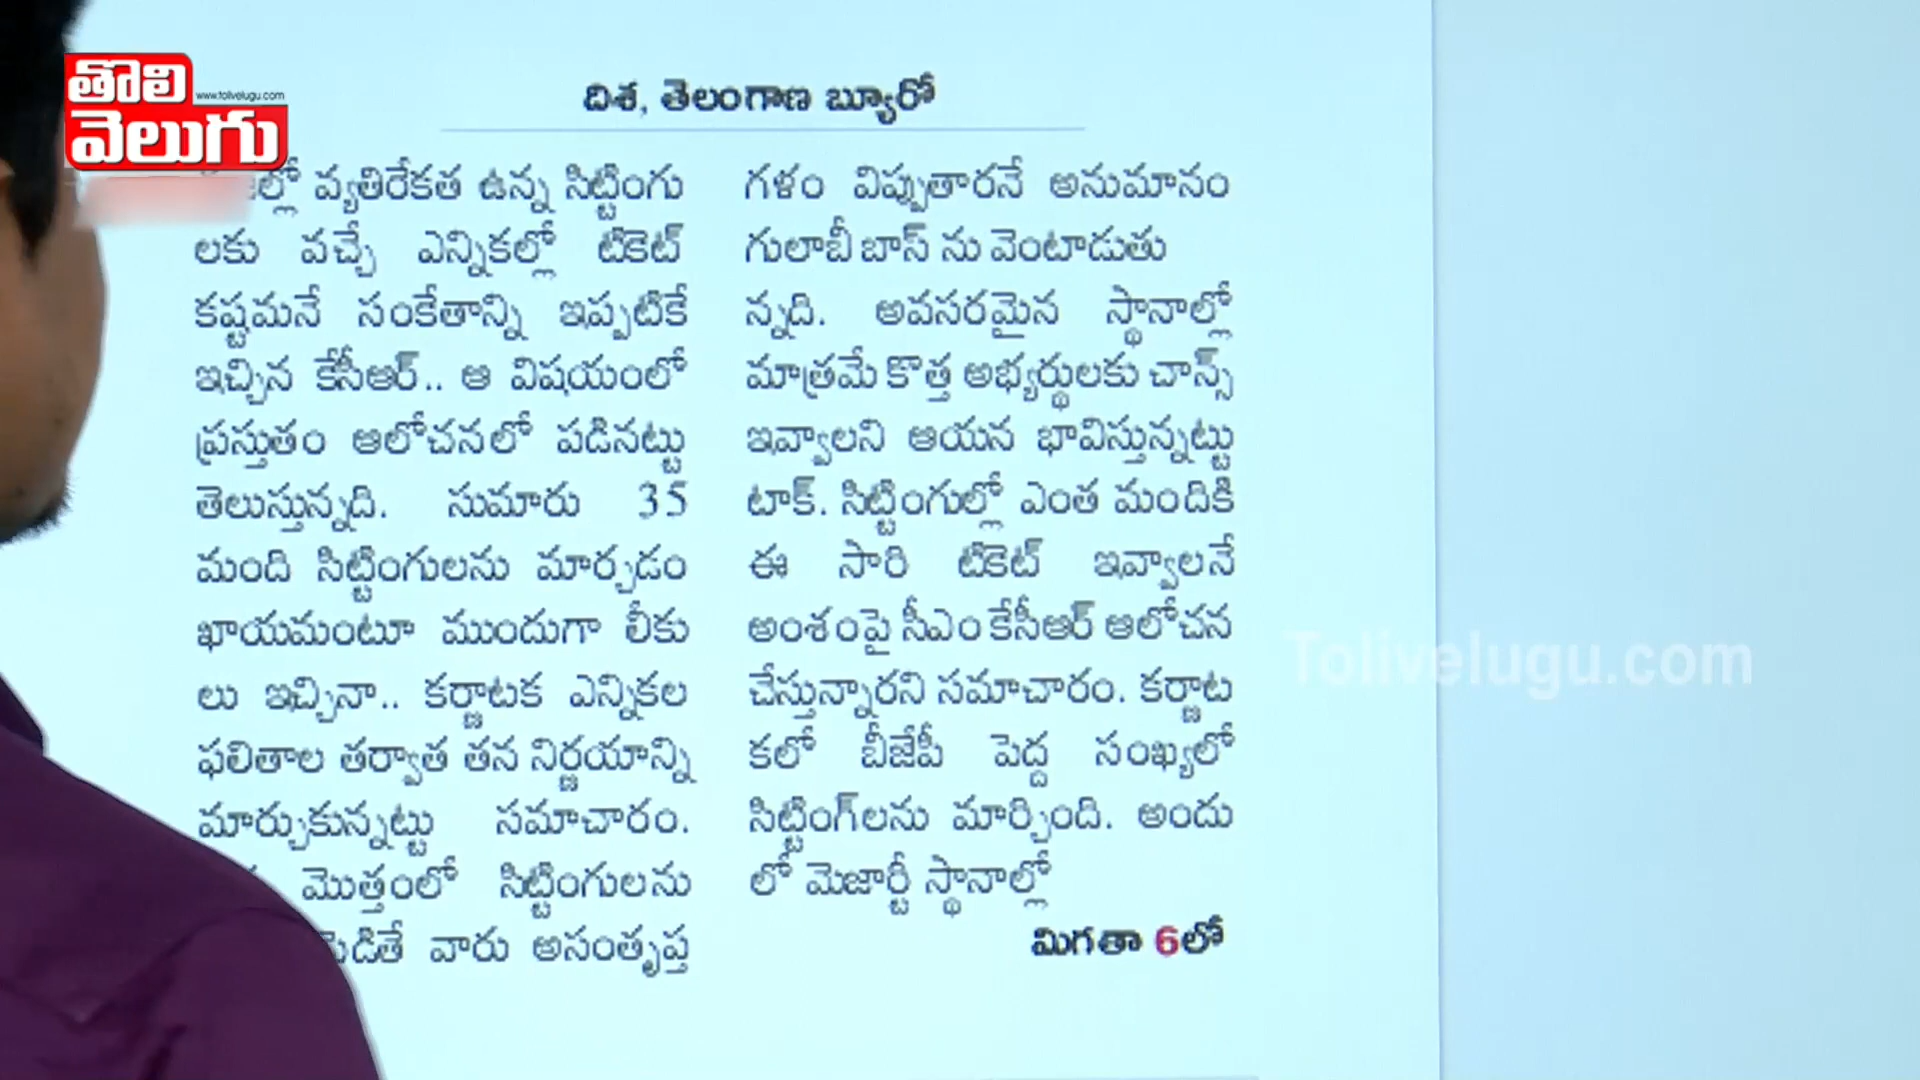 తొలి
వెలుగు
www.tolivelugu.com
దిశ, తెలంగాణ బ్యూరో
వ్యతిరేకత ఉన్న సిట్టింగు
లకు వచ్చే ఎన్నికల్లో టికెట్
కష్టమనే సంకేతాన్ని ఇప్పటికే
ఇచ్చిన కేసీఆర్.. ఆ విషయంలో
ప్రస్తుతం ఆలోచనలో పడినట్టు
తెలుస్తున్నది. సుమారు 35
మంది సిట్టింగులను మార్చడం
ఖాయమంటూ ముందుగా లీకు
లు ఇచ్చినా.. కర్ణాటక ఎన్నికల
ఫలితాల తర్వాత తన నిర్ణయాన్ని
మార్చుకున్నట్టు సమాచారం.
మొత్తంలో సిట్టింగులను
వారు అసంతృప్త
గళం విప్పుతారనే అనుమానం
గులాబీ బాస్ ను వెంటాడుతు
న్నది. అవసరమైన స్థానాల్లో
మాత్రమే కొత్త అభ్యర్థులకు చాన్స్
ఇవ్వాలని ఆయన భావిస్తున్నట్టు
టాక్. సిట్టింగుల్లో ఎంత మందికి
ఈ సారి టికెట్ ఇవ్వాలనే
అంశంపై సీఎం కేసీఆర్ ఆలోచన
చేస్తున్నారని సమాచారం. కర్ణాట
కలో బీజేపీ పెద్ద సంఖ్యలో
సిట్టింగ్‌లను మార్చింది. అందు
లో మెజార్టీ స్థానాల్లో
మిగతా 6లో
Tolivelugu.com